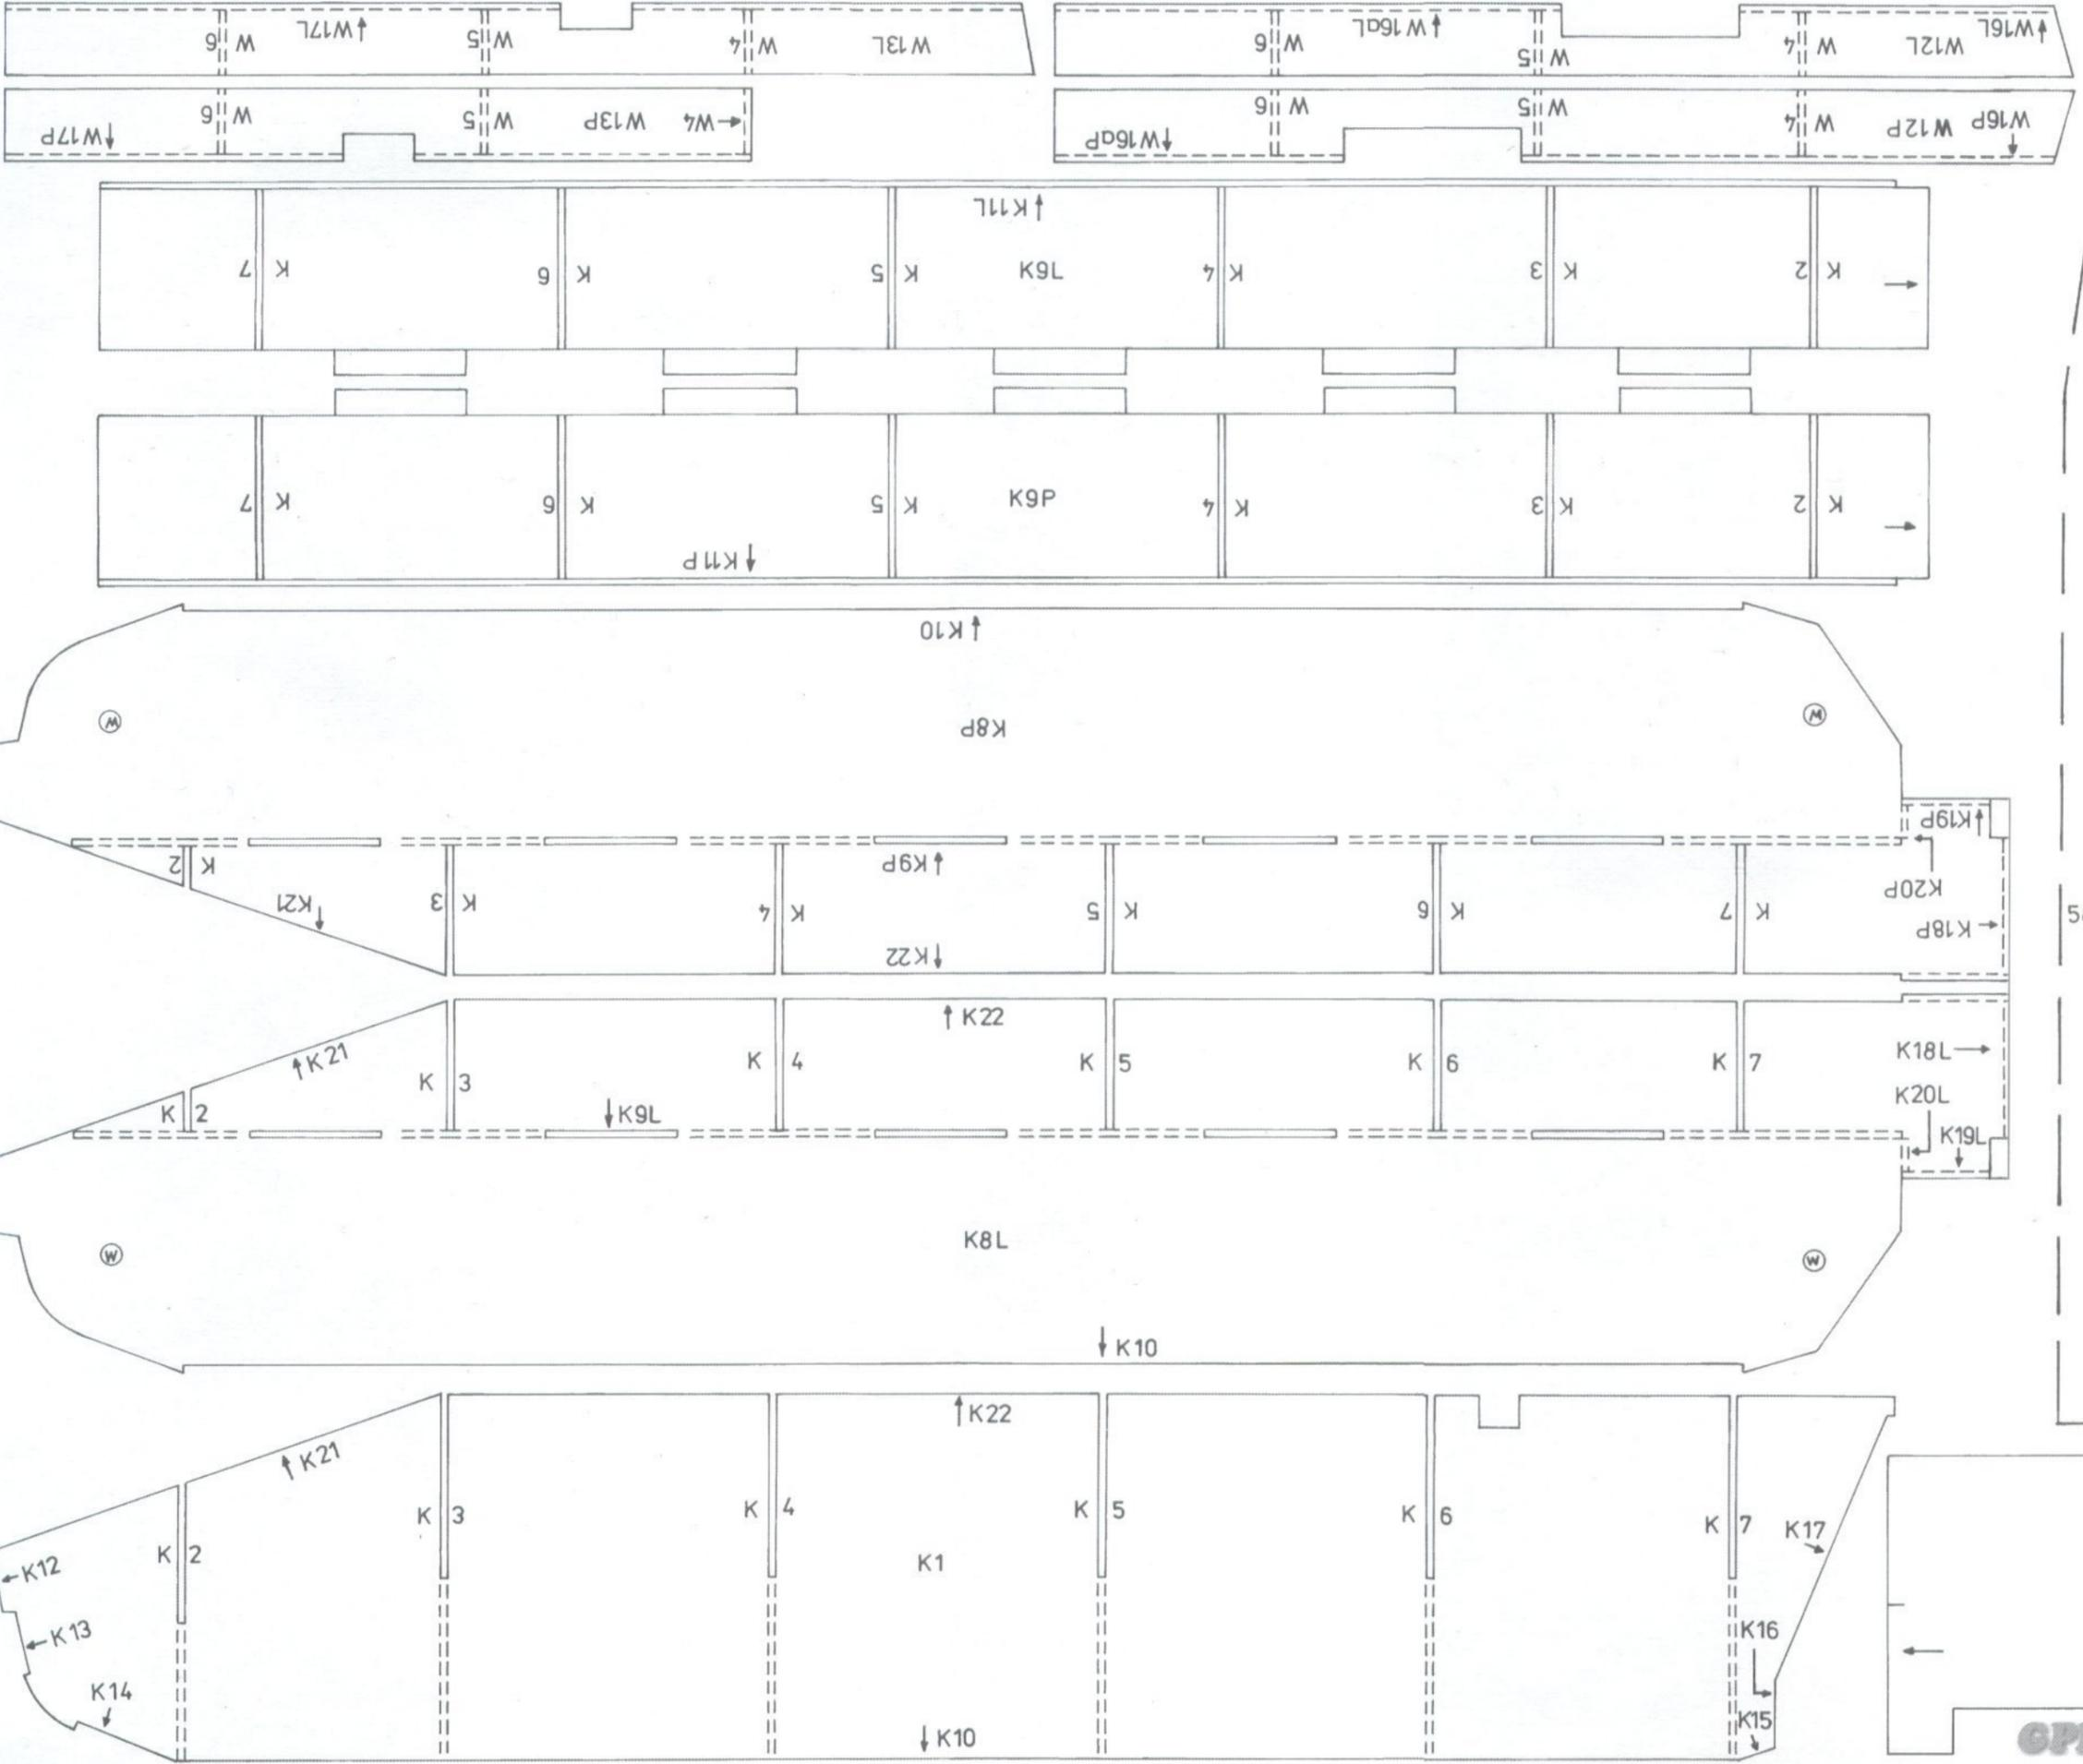 W17L
6 W
5 W
4 W
W13L
W16aL
6 W
5 W
4 W
W12L
W16L
W17P
6 W
5 W
W13P
W4
W16aP
6 W
5 W
4 W
W12P
W16P
K11L
7 K
6 K
5 K
K9L
4 K
3 K
2 K
7 K
6 K
5 K
K9P
4 K
3 K
2 K
K11P
K10
W
K8P
W
K19P
2 K
K9P
K20P
K21
3 K
4 K
5 K
6 K
7 K
K18P
K22
K22
K21
K 2
K 3
K 4
K 5
K 6
K 7
K18L
K20L
K9L
K19L
K8L
W
W
K10
K22
K21
K 2
K 3
K 4
K 5
K 6
K 7
K17
K12
K1
K13
K16
K14
K10
K15